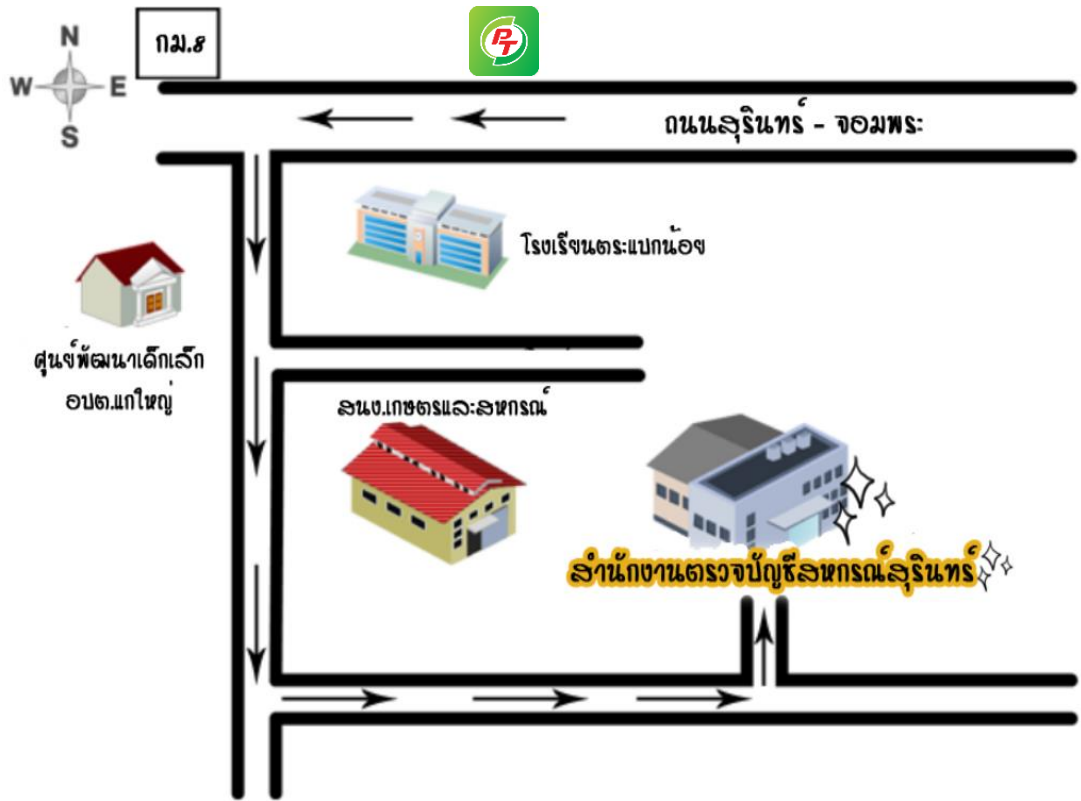 N
กม.8
PT
W E
S
ถนนสุรินทร์ - จอมพระ
โรงเรียนตระแบกน้อย
ศูนย์พัฒนาเด็กเล็ก
อบต.แกใหญ่
สนง.เกษตรและสหกรณ์
สำนักงานตรวจบัญชีสหกรณ์สุรินทร์